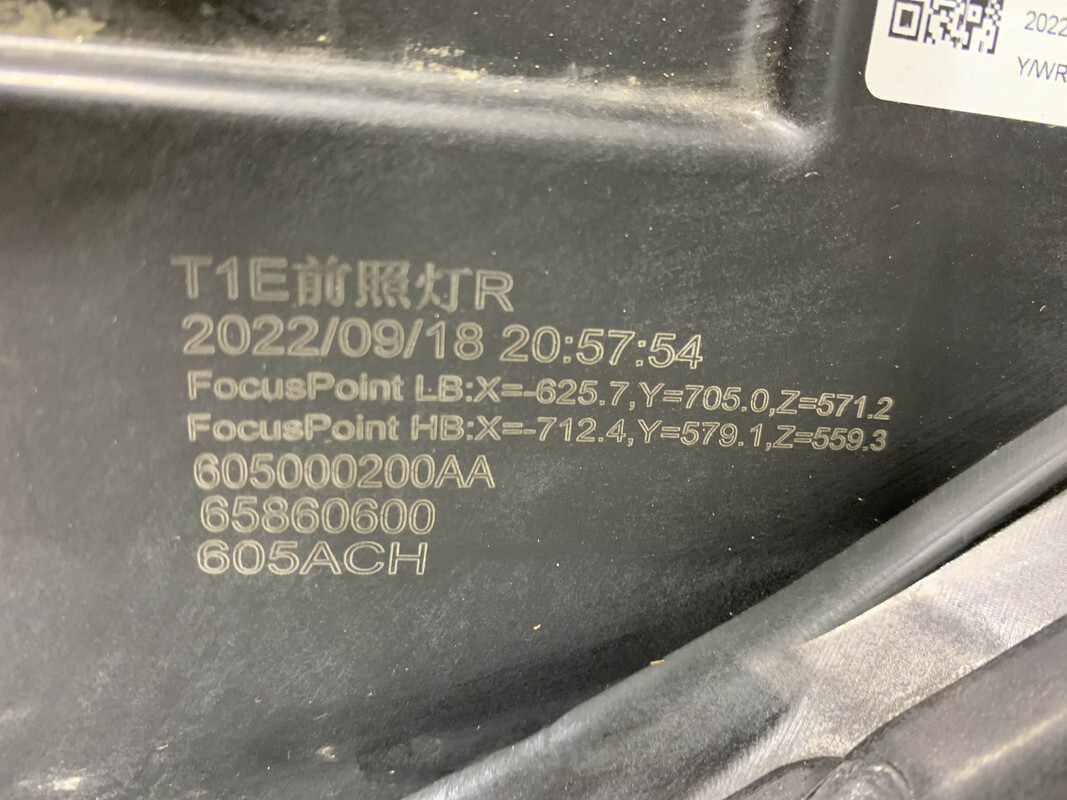 2022
Y/WR
T1E前照灯R
2022/09/18 20:57:54
FocusPoint LB:X=-625.7,Y=705.0,Z=571.2
FocusPoint HB:X=-712.4,Y=579.1,Z=559.3
605000200AA
65860600
605ACH